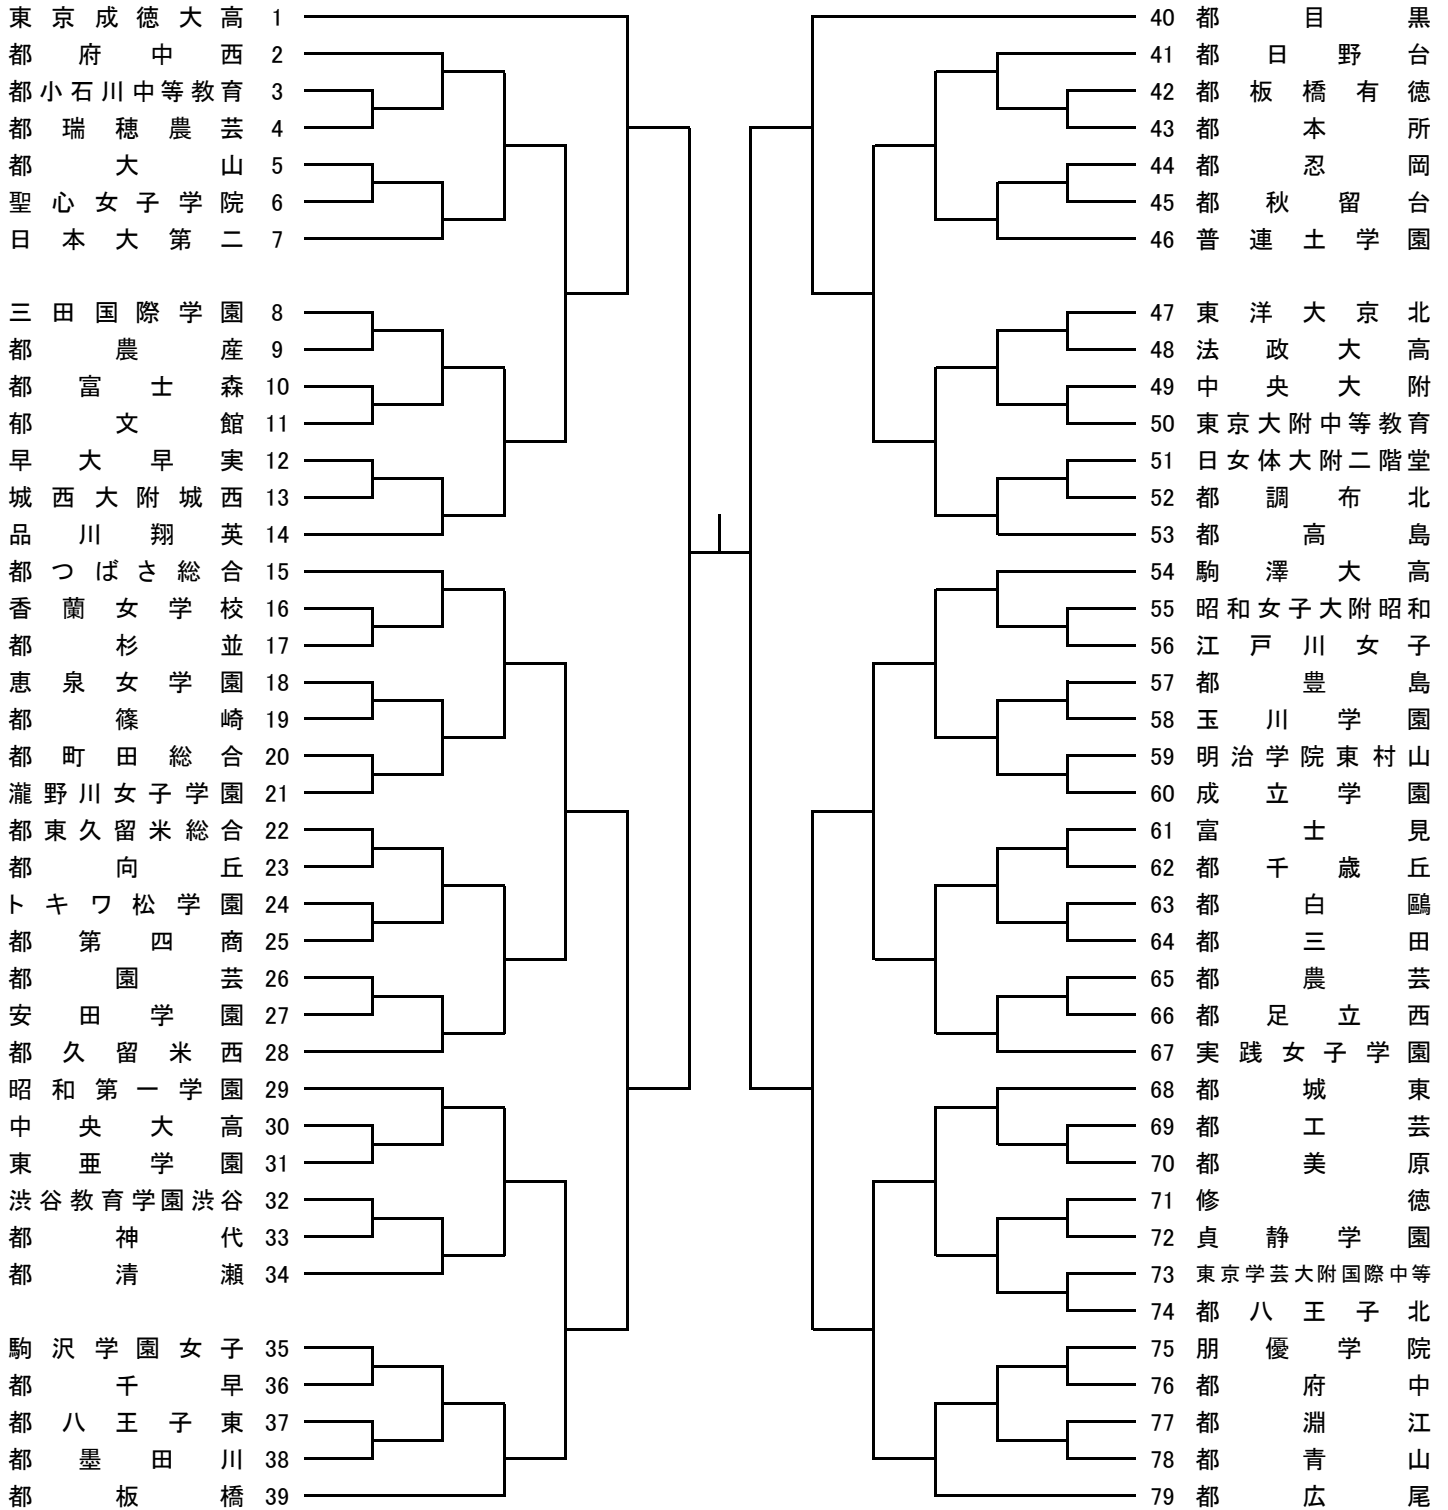 東京成徳大高 1
都府中西 2
都小石川中等教育 3
都瑞穂農芸 4
都大山 5
聖心女子学院 6
日本大第二 7
三田国際学園 8
都農産 9
都富士森 10
郁文館 11
早大早実 12
城西大附城西 13
品川翔英 14
都つばさ総合 15
香蘭女学校 16
都杉並 17
恵泉女学園 18
都篠崎 19
都町田総合 20
瀧野川女子学園 21
都東久留米総合 22
都向丘 23
トキワ松学園 24
都第四商 25
都園芸 26
安田学園 27
都久留米西 28
昭和第一学園 29
中央大高 30
東亜学園 31
渋谷教育学園渋谷 32
都神代 33
都清瀬 34
駒沢学園女子 35
都千早 36
都八王子東 37
都墨田川 38
都板橋 39
40 都目黒
41 都日野台
42 都板橋有徳
43 都本所
44 都忍岡
45 都秋留台
46 普連土学園
47 東洋大京北
48 法政大高
49 中央大附
50 東京大附中等教育
51 日女体大附二階堂
52 都調布北
53 都高島
54 駒澤大高
55 昭和女子大附昭和
56 江戸川女子
57 都豊島
58 玉川学園
59 明治学院東村山
60 成立学園
61 富士見
62 都千歳丘
63 都白鷗
64 都三田
65 都農芸
66 都足立西
67 実践女子学園
68 都城東
69 都工芸
70 都美原
71 修徳
72 貞静学園
73 東京学芸大附国際中等
74 都八王子北
75 朋優学院
76 都府中
77 都淵江
78 都青山
79 都広尾